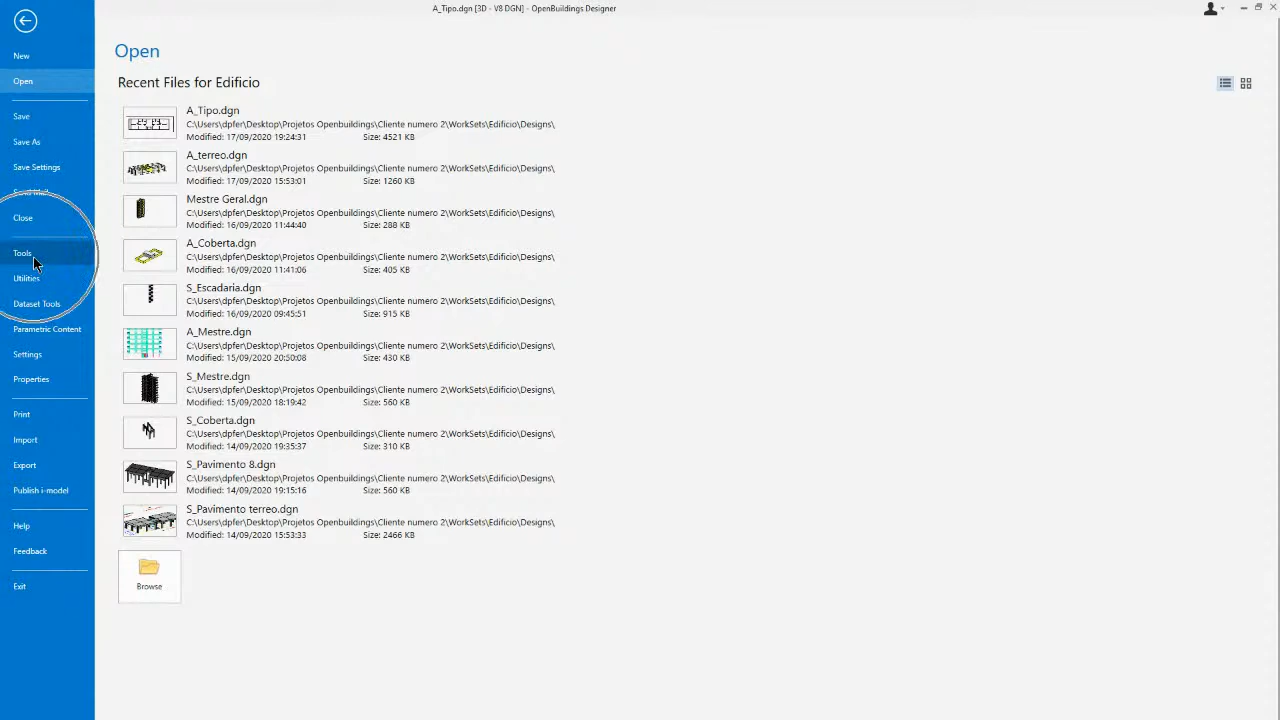 A_Tipo.dgn [3D - V8 DGN] - OpenBuildings Designer
New
Open
Save
Save As
Save Settings
Send Mail
Close
Tools
Utilities
Dataset Tools
Parametric Content
Settings
Properties
Print
Import
Export
Publish i-model
Help
Feedback
Exit
Open
Recent Files for Edificio
A_Tipo.dgn
C:\Users\dpfer\Desktop\Projetos Openbuildings\Cliente numero 2\WorkSets\Edificio\Designs\
Modified: 17/09/2020 19:24:31 Size: 4521 KB
A_terreo.dgn
C:\Users\dpfer\Desktop\Projetos Openbuildings\Cliente numero 2\WorkSets\Edificio\Designs\
Modified: 17/09/2020 15:53:01 Size: 1260 KB
Mestre Geral.dgn
C:\Users\dpfer\Desktop\Projetos Openbuildings\Cliente numero 2\WorkSets\Edificio\Designs\
Modified: 16/09/2020 11:44:40 Size: 288 KB
A_Coberta.dgn
C:\Users\dpfer\Desktop\Projetos Openbuildings\Cliente numero 2\WorkSets\Edificio\Designs\
Modified: 16/09/2020 11:41:06 Size: 405 KB
S_Escadaria.dgn
C:\Users\dpfer\Desktop\Projetos Openbuildings\Cliente numero 2\WorkSets\Edificio\Designs\
Modified: 16/09/2020 09:45:51 Size: 915 KB
A_Mestre.dgn
C:\Users\dpfer\Desktop\Projetos Openbuildings\Cliente numero 2\WorkSets\Edificio\Designs\
Modified: 15/09/2020 20:50:08 Size: 430 KB
S_Mestre.dgn
C:\Users\dpfer\Desktop\Projetos Openbuildings\Cliente numero 2\WorkSets\Edificio\Designs\
Modified: 15/09/2020 18:19:42 Size: 560 KB
S_Coberta.dgn
C:\Users\dpfer\Desktop\Projetos Openbuildings\Cliente numero 2\WorkSets\Edificio\Designs\
Modified: 14/09/2020 19:35:37 Size: 310 KB
S_Pavimento 8.dgn
C:\Users\dpfer\Desktop\Projetos Openbuildings\Cliente numero 2\WorkSets\Edificio\Designs\
Modified: 14/09/2020 19:15:16 Size: 560 KB
S_Pavimento terreo.dgn
C:\Users\dpfer\Desktop\Projetos Openbuildings\Cliente numero 2\WorkSets\Edificio\Designs\
Modified: 14/09/2020 15:53:33 Size: 2466 KB
Browse